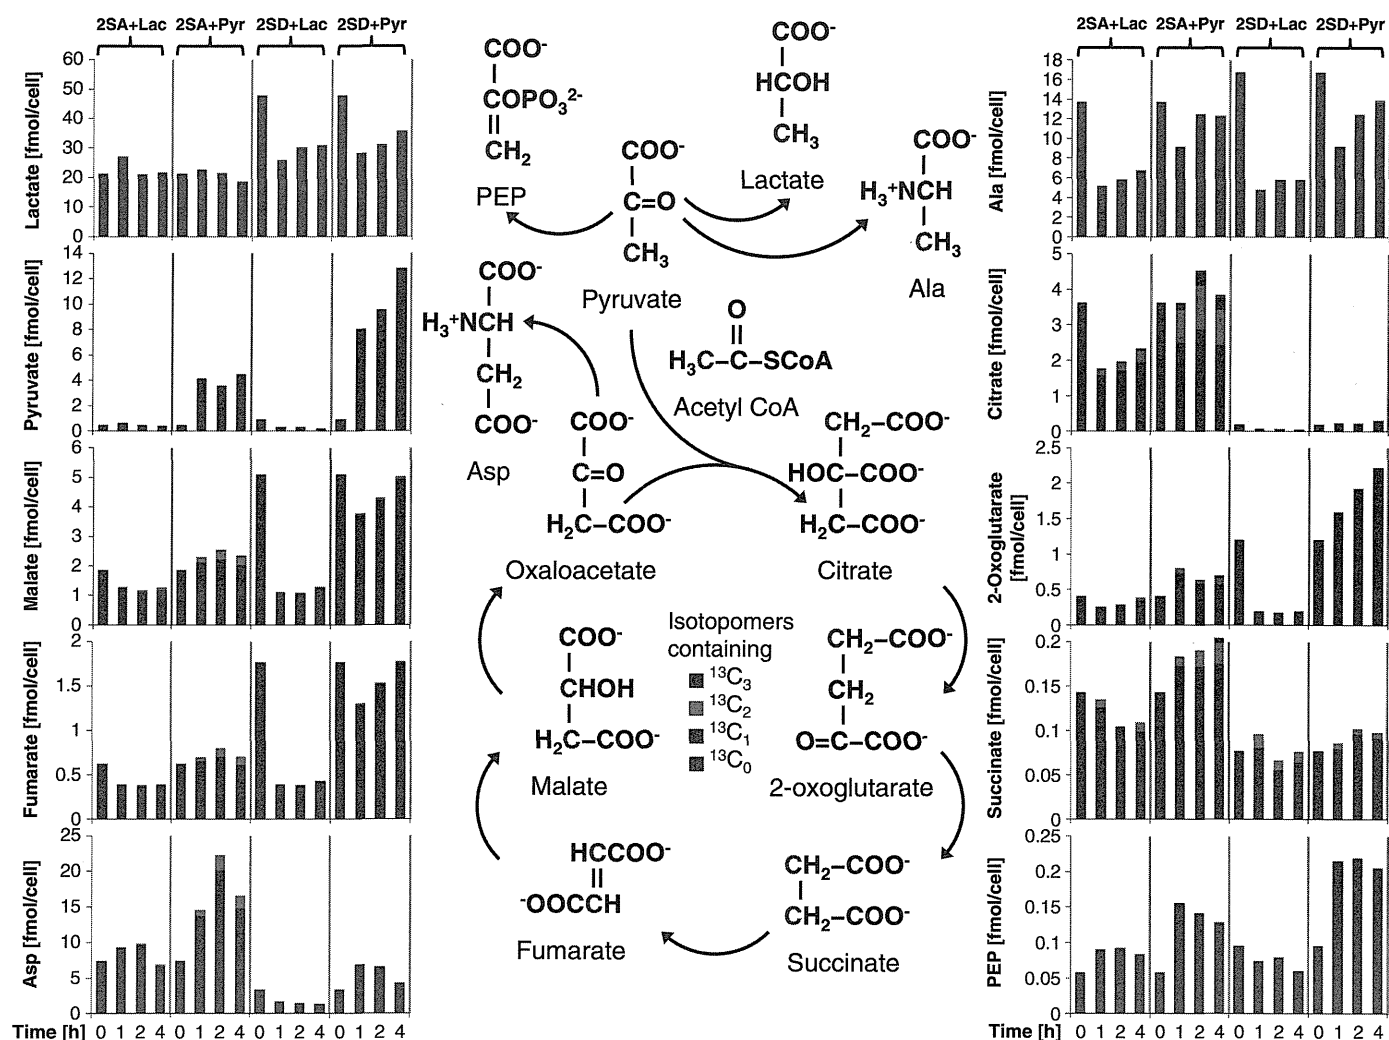 2SA+Lac 2SA+Pyr 2SD+Lac 2SD+Pyr
Lactate [fmol/cell]
60
50
40
30
20
10
0
Pyruvate [fmol/cell]
14
12
10
8
6
4
2
0
Malate [fmol/cell]
6
5
4
3
2
1
0
Fumarate [fmol/cell]
2
1.5
1
0.5
0
Asp [fmol/cell]
25
20
15
10
5
0
Time [h] 0 1 2 4 0 1 2 4 0 1 2 4 0 1 2 4
COO⁻
COPO₃²⁻
CH₂
PEP
COO⁻
HCOH
CH₃
Lactate
COO⁻
C=O
CH₃
Pyruvate
COO⁻
H₃⁺NCH
CH₃
Ala
COO⁻
H₃⁺NCH
CH₂
COO⁻
Asp
O
H₃C–C–SCoA
Acetyl CoA
COO⁻
C=O
H₂C–COO⁻
Oxaloacetate
CH₂–COO⁻
HOC–COO⁻
H₂C–COO⁻
Citrate
COO⁻
CHOH
H₂C–COO⁻
Malate
Isotopomers
containing
¹³C₃
¹³C₂
¹³C₁
¹³C₀
CH₂–COO⁻
CH₂
O=C–COO⁻
2-oxoglutarate
HCCOO⁻
⁻OOCCH
Fumarate
CH₂–COO⁻
CH₂–COO⁻
Succinate
2SA+Lac 2SA+Pyr 2SD+Lac 2SD+Pyr
Ala [fmol/cell]
18
16
14
12
10
8
6
4
2
0
Citrate [fmol/cell]
5
4
3
2
1
0
2-Oxoglutarate
[fmol/cell]
2.5
2
1.5
1
0.5
0
Succinate [fmol/cell]
0.2
0.15
0.1
0.05
0
PEP [fmol/cell]
0.25
0.2
0.15
0.1
0.05
0
Time [h] 0 1 2 4 0 1 2 4 0 1 2 4 0 1 2 4